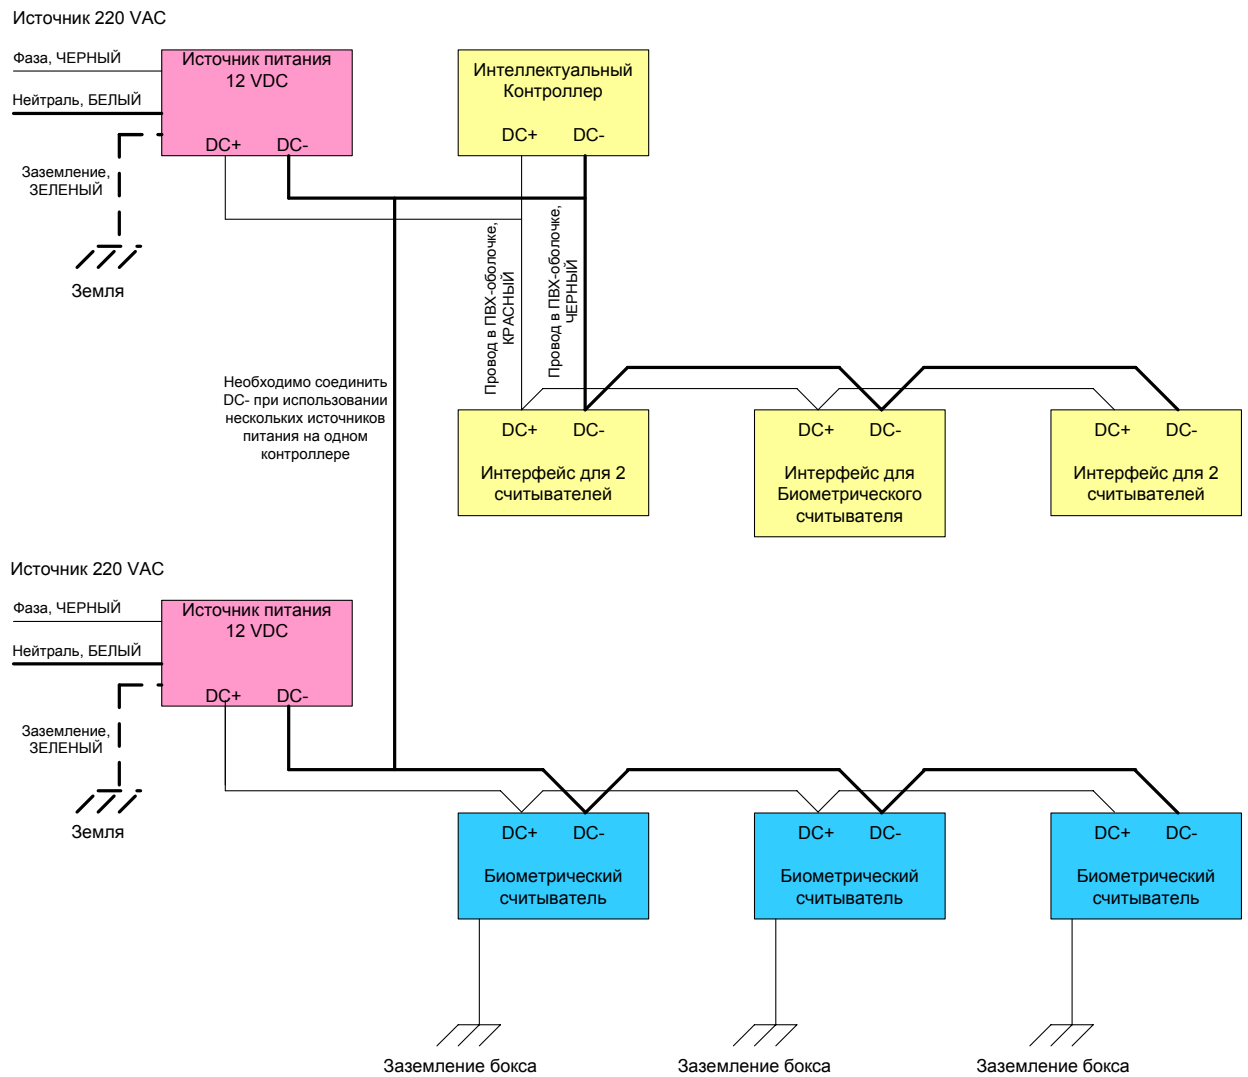 Источник 220 VAC
Фаза, ЧЕРНЫЙ
Нейтраль, БЕЛЫЙ
Заземление,
ЗЕЛЕНЫЙ
Земля
Источник питания
12 VDC
DC+ DC-
Интеллектуальный
Контроллер
DC+ DC-
Провод в ПВХ-оболочке,
КРАСНЫЙ
Провод в ПВХ-оболочке,
ЧЕРНЫЙ
Необходимо соединить
DC- при использовании
нескольких источников
питания на одном
контроллере
DC+ DC-
Интерфейс для 2
считывателей
DC+ DC-
Интерфейс для
Биометрического
считывателя
DC+ DC-
Интерфейс для 2
считывателей
Источник 220 VAC
Фаза, ЧЕРНЫЙ
Нейтраль, БЕЛЫЙ
Заземление,
ЗЕЛЕНЫЙ
Земля
Источник питания
12 VDC
DC+ DC-
DC+ DC-
Биометрический
считыватель
DC+ DC-
Биометрический
считыватель
DC+ DC-
Биометрический
считыватель
Заземление бокса
Заземление бокса
Заземление бокса